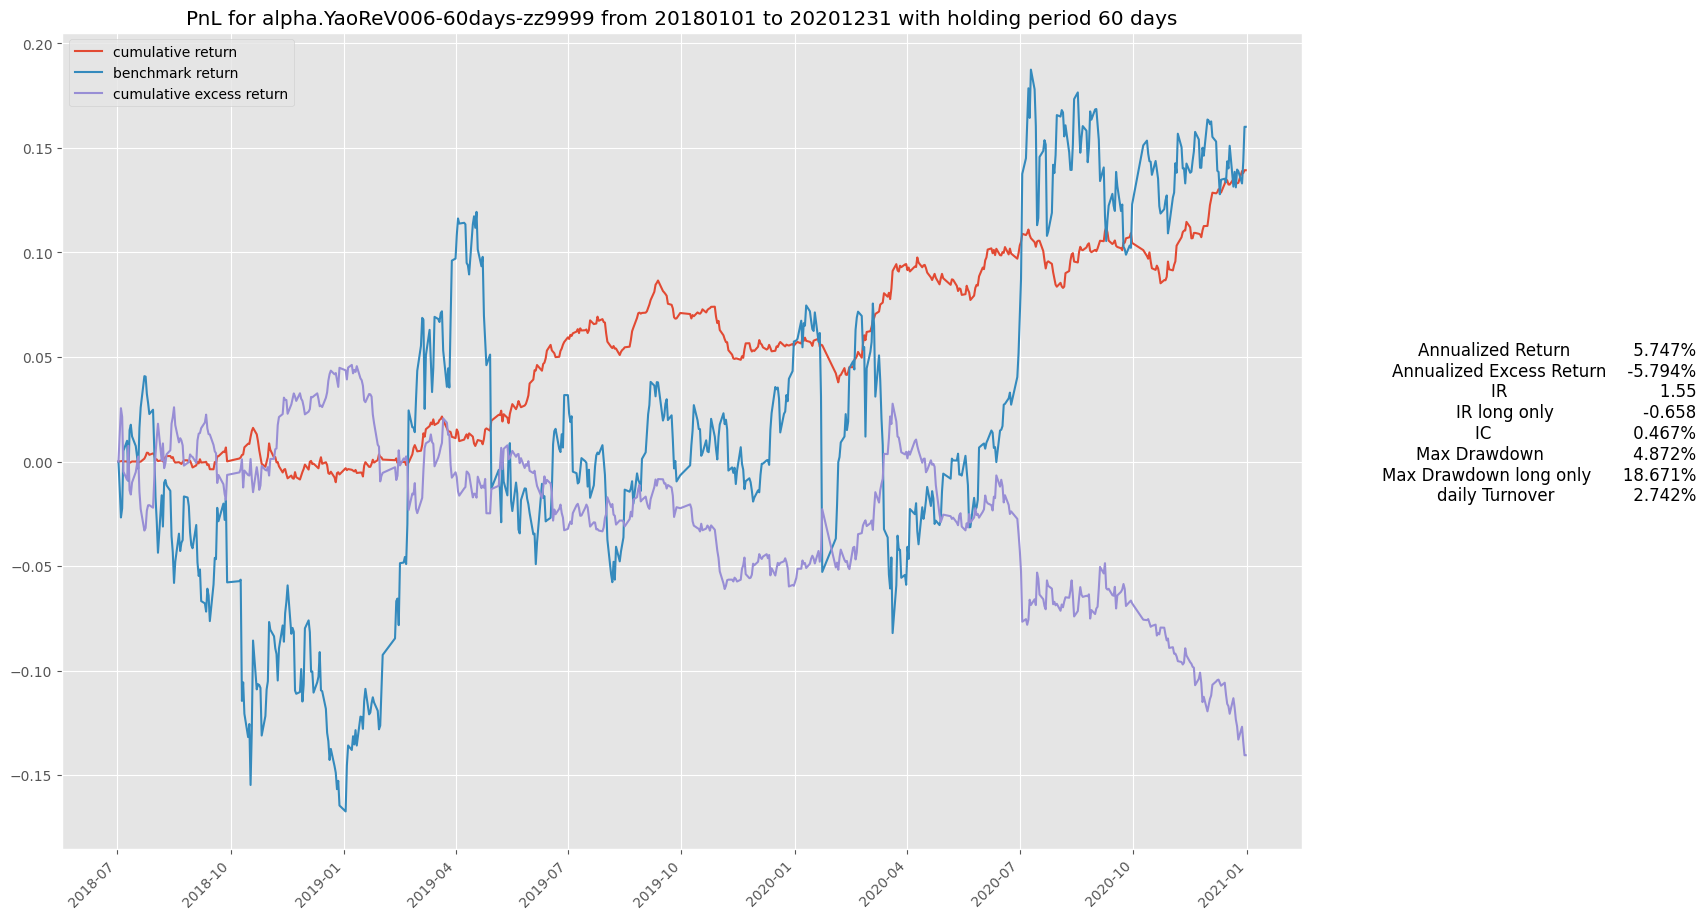 PnL for alpha.YaoReV006-60days-zz9999 from 20180101 to 20201231 with holding period 60 days
cumulative return
benchmark return
cumulative excess return
0.20
0.15
0.10
0.05
0.00
−0.05
−0.10
−0.15
2018-07
2018-10
2019-01
2019-04
2019-07
2019-10
2020-01
2020-04
2020-07
2020-10
2021-01
Annualized Return 5.747%
Annualized Excess Return -5.794%
IR 1.55
IR long only -0.658
IC 0.467%
Max Drawdown 4.872%
Max Drawdown long only 18.671%
daily Turnover 2.742%